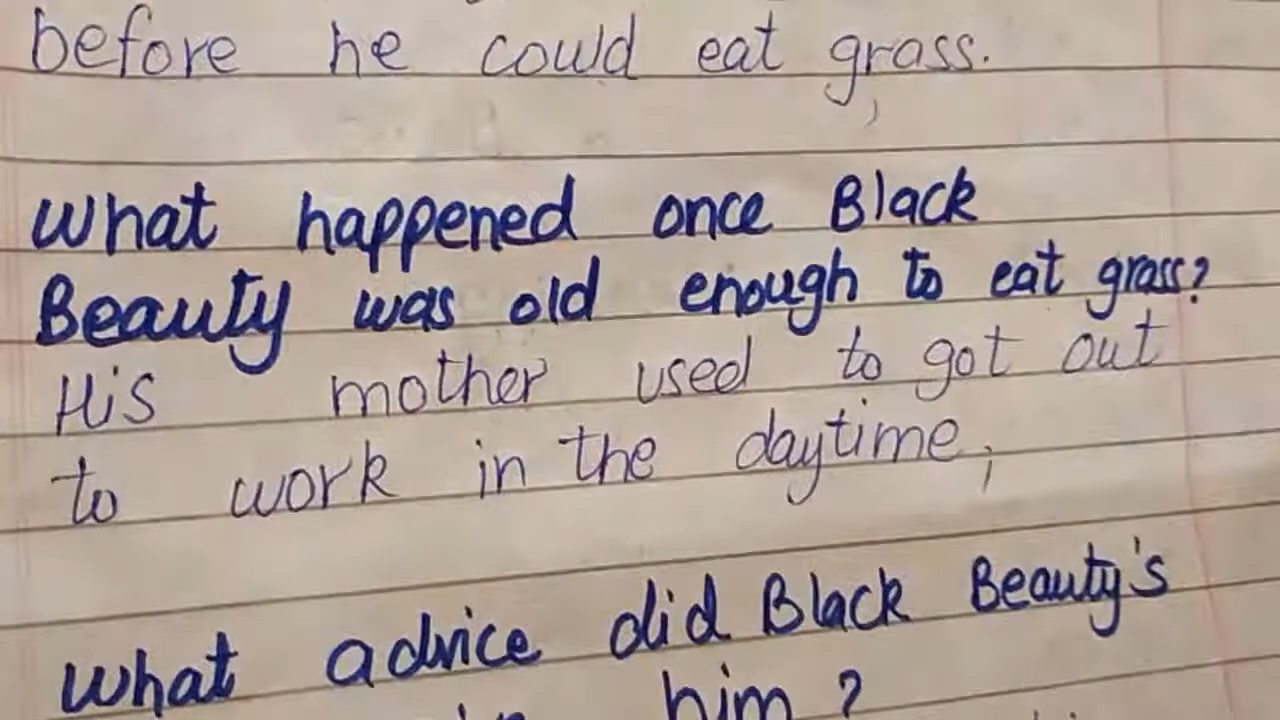 before he could eat grass.
What happened once Black
Beauty was old enough to eat grass?
His mother used to got out
to work in the daytime,
What advice did Black Beauty's
him?